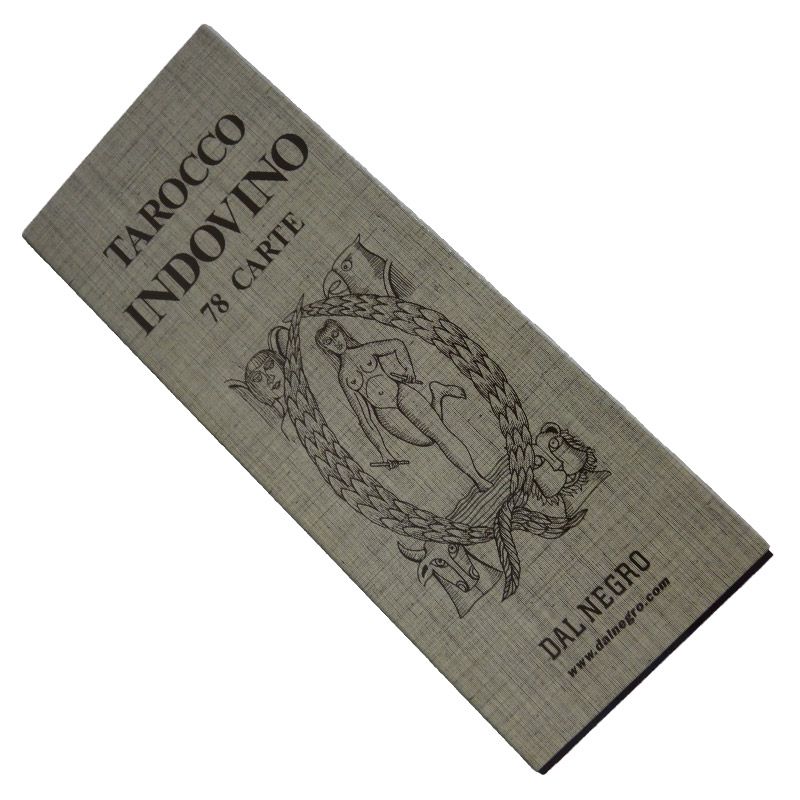 TAROCCO
INDOVINO
78 CARTE
DAL NEGRO
www.dalnegro.com